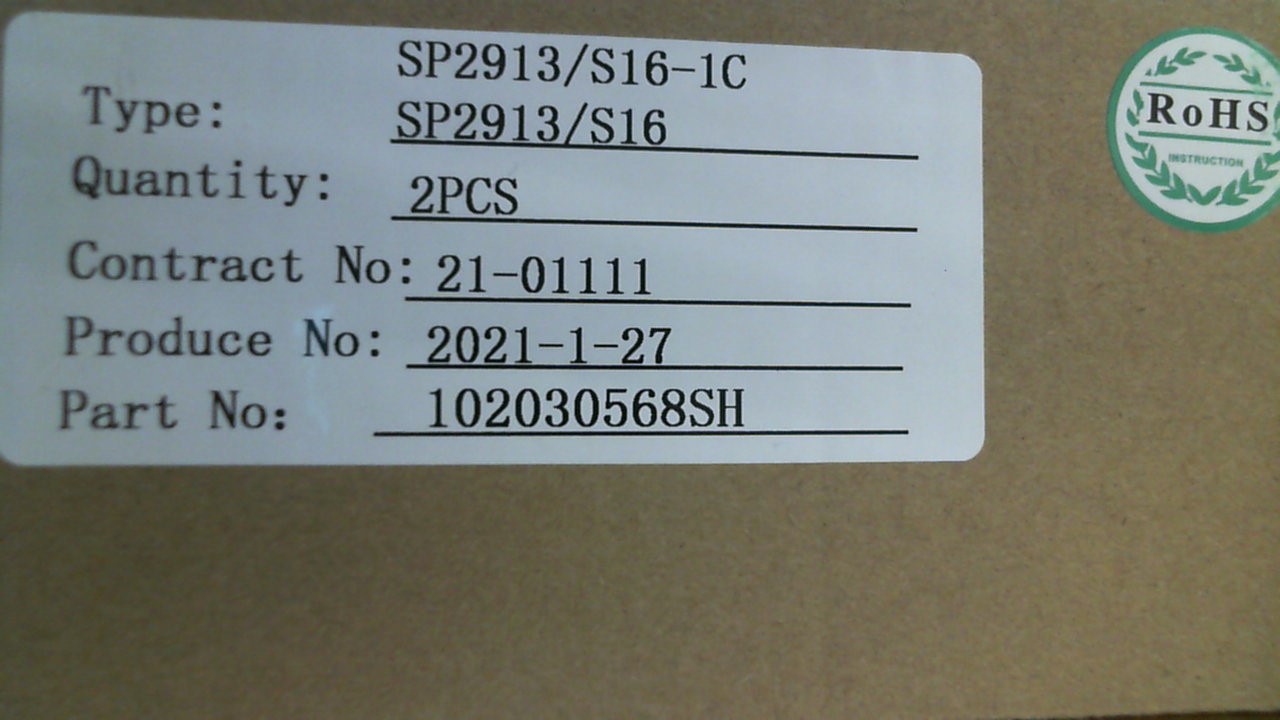 SP2913/S16-1C
Type: SP2913/S16
Quantity: 2PCS
Contract No: 21-01111
Produce No: 2021-1-27
Part No: 102030568SH
RoHS
INSTRUCTION